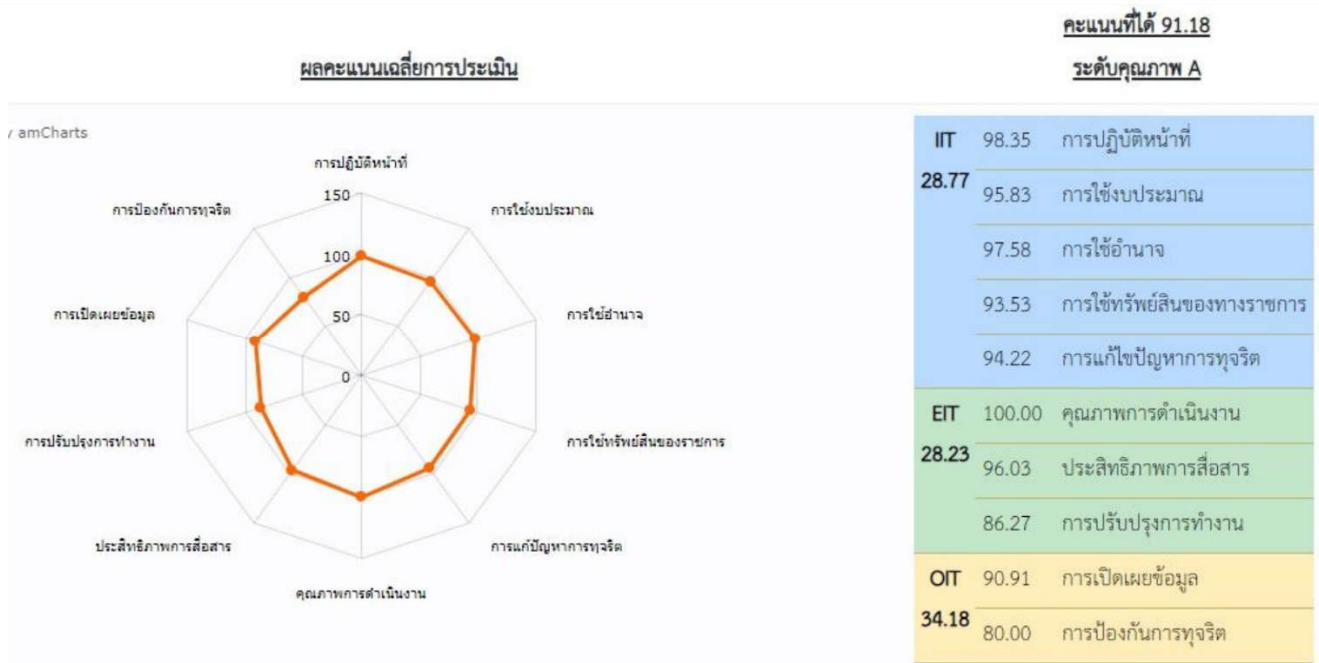 คะแนนที่ได้ 91.18
ผลคะแนนเฉลี่ยการประเมิน
ระดับคุณภาพ A
amCharts
การปฏิบัติหน้าที่
การป้องกันการทุจริต
การใช้งบประมาณ
การเปิดเผยข้อมูล
การใช้อำนาจ
การปรับปรุงการทำงาน
การใช้ทรัพย์สินของราชการ
ประสิทธิภาพการสื่อสาร
การแก้ปัญหาการทุจริต
คุณภาพการดำเนินงาน
150
100
50
0
IIT 98.35 การปฏิบัติหน้าที่
28.77
95.83 การใช้งบประมาณ
97.58 การใช้อำนาจ
93.53 การใช้ทรัพย์สินของทางราชการ
94.22 การแก้ไขปัญหาการทุจริต
EIT 100.00 คุณภาพการดำเนินงาน
28.23
96.03 ประสิทธิภาพการสื่อสาร
86.27 การปรับปรุงการทำงาน
OIT 90.91 การเปิดเผยข้อมูล
34.18
80.00 การป้องกันการทุจริต